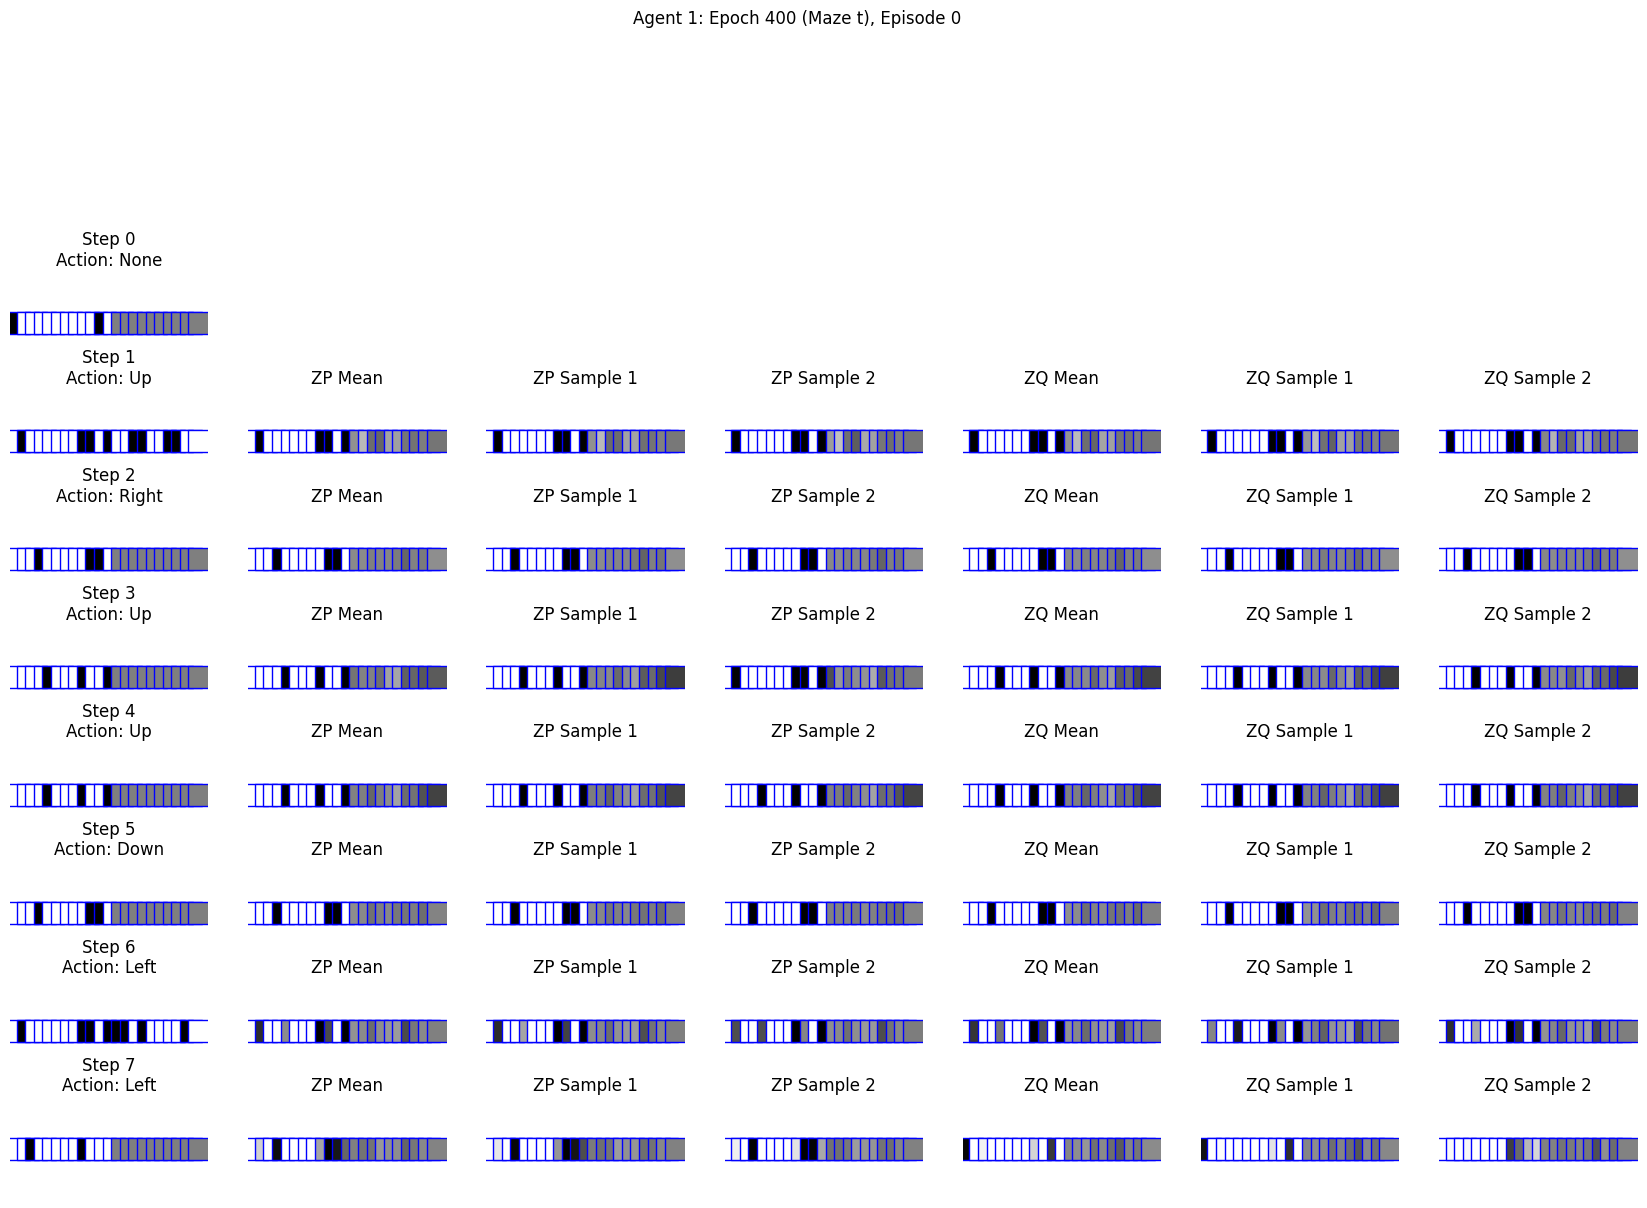 Agent 1: Epoch 400 (Maze t), Episode 0
Step 0
Action: None
Step 1
Action: Up
ZP Mean
ZP Sample 1
ZP Sample 2
ZQ Mean
ZQ Sample 1
ZQ Sample 2
Step 2
Action: Right
ZP Mean
ZP Sample 1
ZP Sample 2
ZQ Mean
ZQ Sample 1
ZQ Sample 2
Step 3
Action: Up
ZP Mean
ZP Sample 1
ZP Sample 2
ZQ Mean
ZQ Sample 1
ZQ Sample 2
Step 4
Action: Up
ZP Mean
ZP Sample 1
ZP Sample 2
ZQ Mean
ZQ Sample 1
ZQ Sample 2
Step 5
Action: Down
ZP Mean
ZP Sample 1
ZP Sample 2
ZQ Mean
ZQ Sample 1
ZQ Sample 2
Step 6
Action: Left
ZP Mean
ZP Sample 1
ZP Sample 2
ZQ Mean
ZQ Sample 1
ZQ Sample 2
Step 7
Action: Left
ZP Mean
ZP Sample 1
ZP Sample 2
ZQ Mean
ZQ Sample 1
ZQ Sample 2